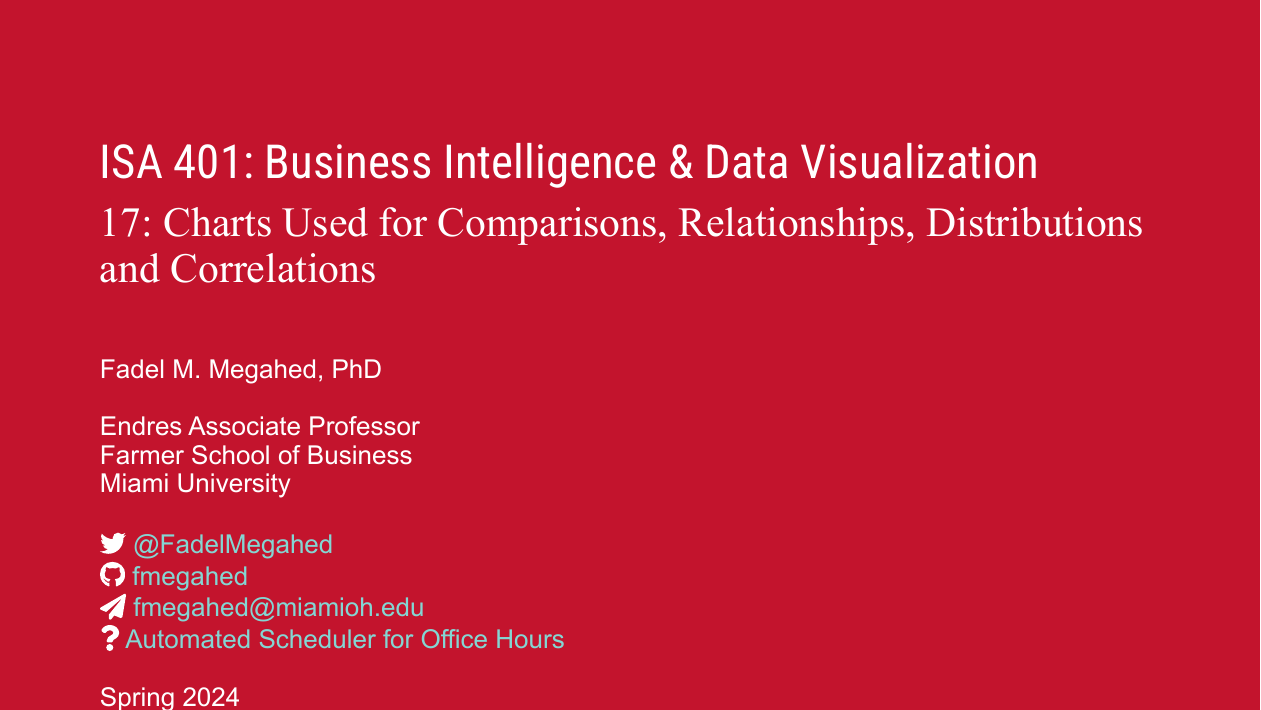 ISA 401: Business Intelligence & Data Visualization
17: Charts Used for Comparisons, Relationships, Distributions
and Correlations
Fadel M. Megahed, PhD
Endres Associate Professor
Farmer School of Business
Miami University
@FadelMegahed
fmegahed
fmegahed@miamioh.edu
Automated Scheduler for Office Hours
Spring 2024